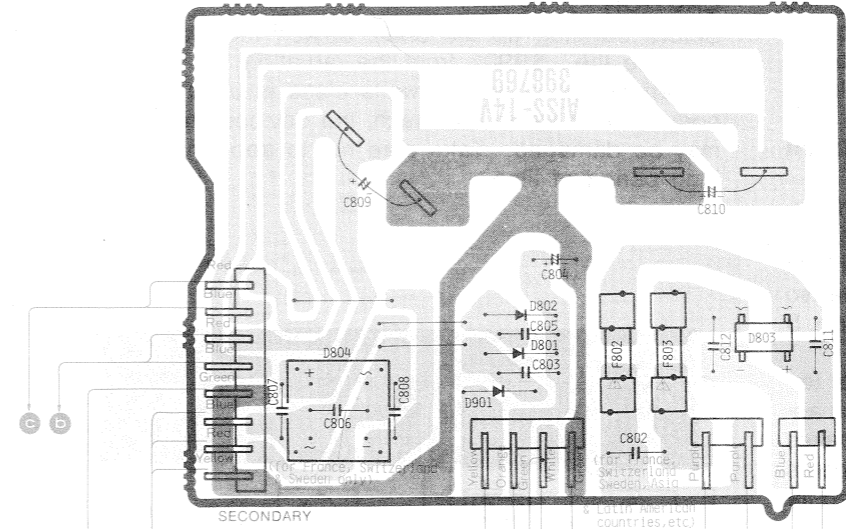 396769
AISS-14V
C809
C810
C804
Red
Blue
Red
Blue
Green
Blue
Red
Yellow
D802
C805
D801
C803
D901
D804
C807
C808
C806
+
~
~
−
F802
F803
C812
D803
C811
~
~
−
+
C802
(for France, Switzerland
Sweden only)
(for France,
Switzerland
Sweden, Asia
& Latin American
countries, etc)
Yellow
Orange
Green
White
Green
Purple
Purple
Blue
Red
C
D
SECONDARY